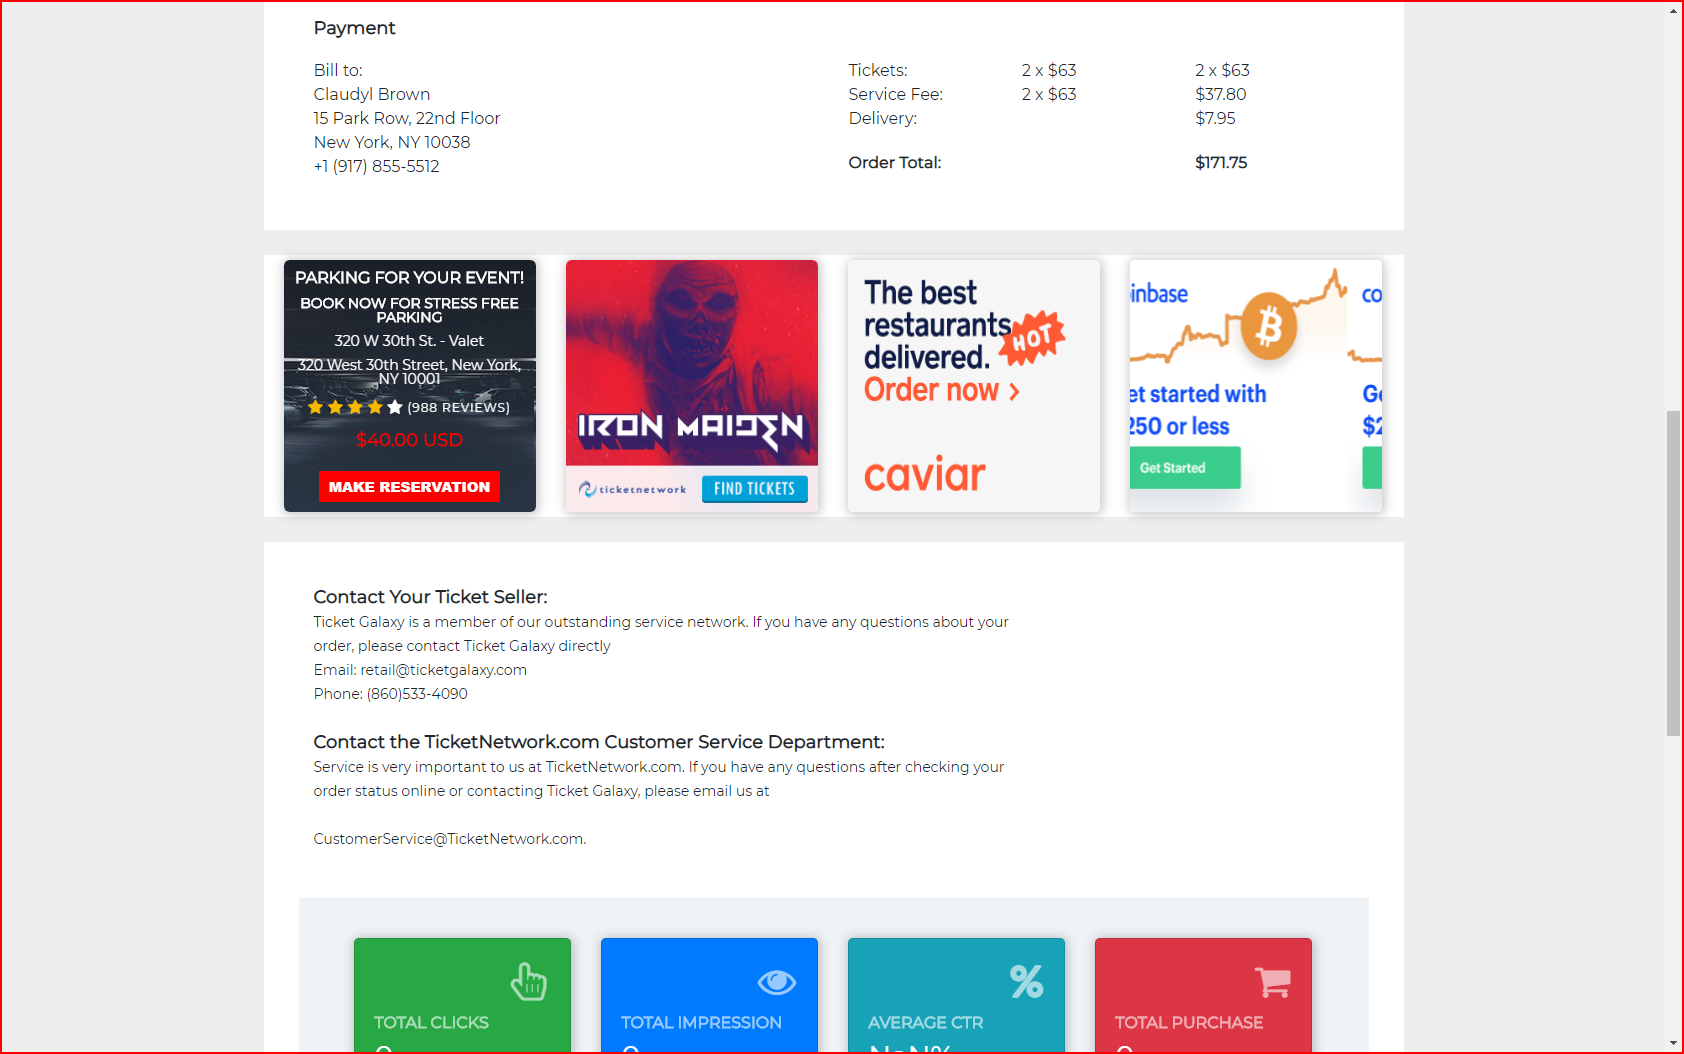 Payment
Bill to:
Claudyl Brown
15 Park Row, 22nd Floor
New York, NY 10038
+1 (917) 855-5512
Tickets: 2 x $63 2 x $63
Service Fee: 2 x $63 $37.80
Delivery: $7.95
Order Total: $171.75
PARKING FOR YOUR EVENT!
BOOK NOW FOR STRESS FREE
PARKING
320 W 30th St. - Valet
320 West 30th Street, New York,
NY 10001
(988 REVIEWS)
$40.00 USD
MAKE RESERVATION
IRON MAIDEN
ticketnetwork
FIND TICKETS
The best
restaurants
delivered.
HOT
Order now >
caviar
inbase
co
et started with
250 or less
Get Started
Ge
$2
Contact Your Ticket Seller:
Ticket Galaxy is a member of our outstanding service network. If you have any questions about your
order, please contact Ticket Galaxy directly
Email: retail@ticketgalaxy.com
Phone: (860)533-4090
Contact the TicketNetwork.com Customer Service Department:
Service is very important to us at TicketNetwork.com. If you have any questions after checking your
order status online or contacting Ticket Galaxy, please email us at
CustomerService@TicketNetwork.com.
TOTAL CLICKS
TOTAL IMPRESSION
%
AVERAGE CTR
NaN%
TOTAL PURCHASE